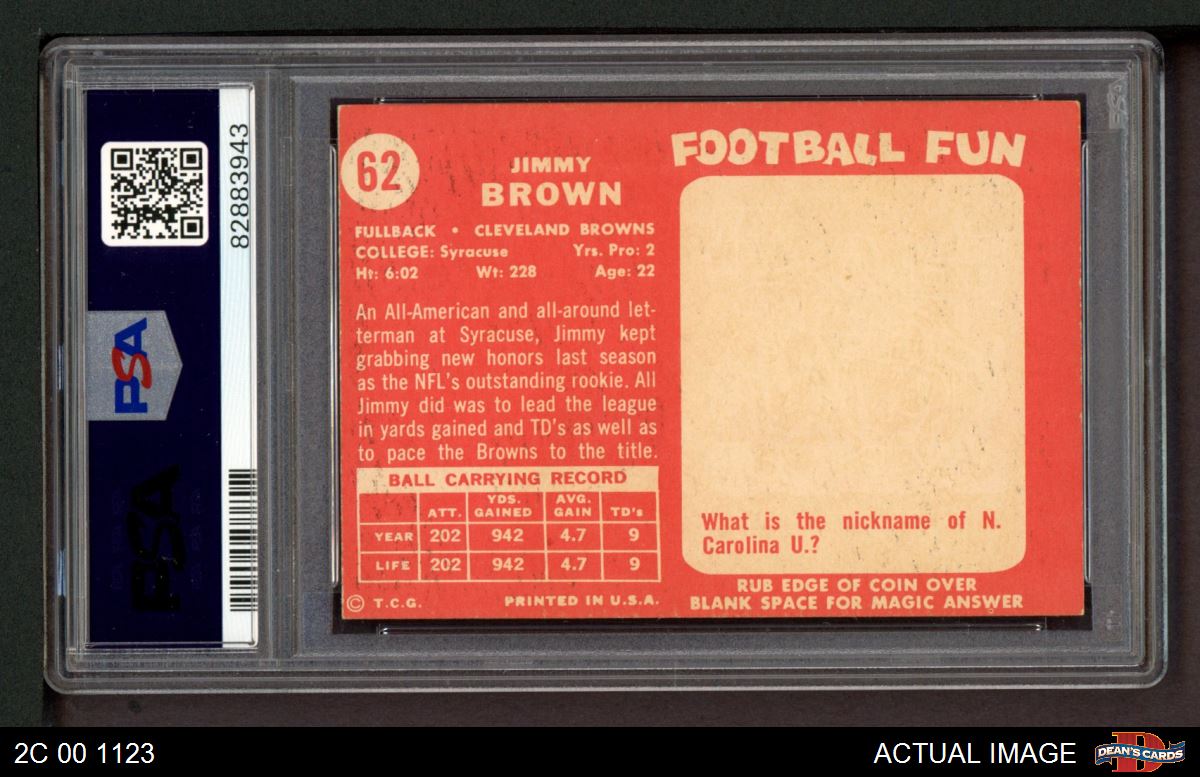 82883943
PSA
PSA
62
JIMMY
BROWN
FULLBACK • CLEVELAND BROWNS
COLLEGE: Syracuse Yrs. Pro: 2
Ht: 6:02 Wt: 228 Age: 22
An All-American and all-around let-
terman at Syracuse, Jimmy kept
grabbing new honors last season
as the NFL's outstanding rookie. All
Jimmy did was to lead the league
in yards gained and TD's as well as
to pace the Browns to the title.
BALL CARRYING RECORD
ATT. YDS. GAINED AVG. GAIN TD's
YEAR 202 942 4.7 9
LIFE 202 942 4.7 9
© T.C.G. PRINTED IN U.S.A.
FOOTBALL FUN
What is the nickname of N.
Carolina U.?
RUB EDGE OF COIN OVER
BLANK SPACE FOR MAGIC ANSWER
2C 00 1123
ACTUAL IMAGE
DEAN'S CARDS